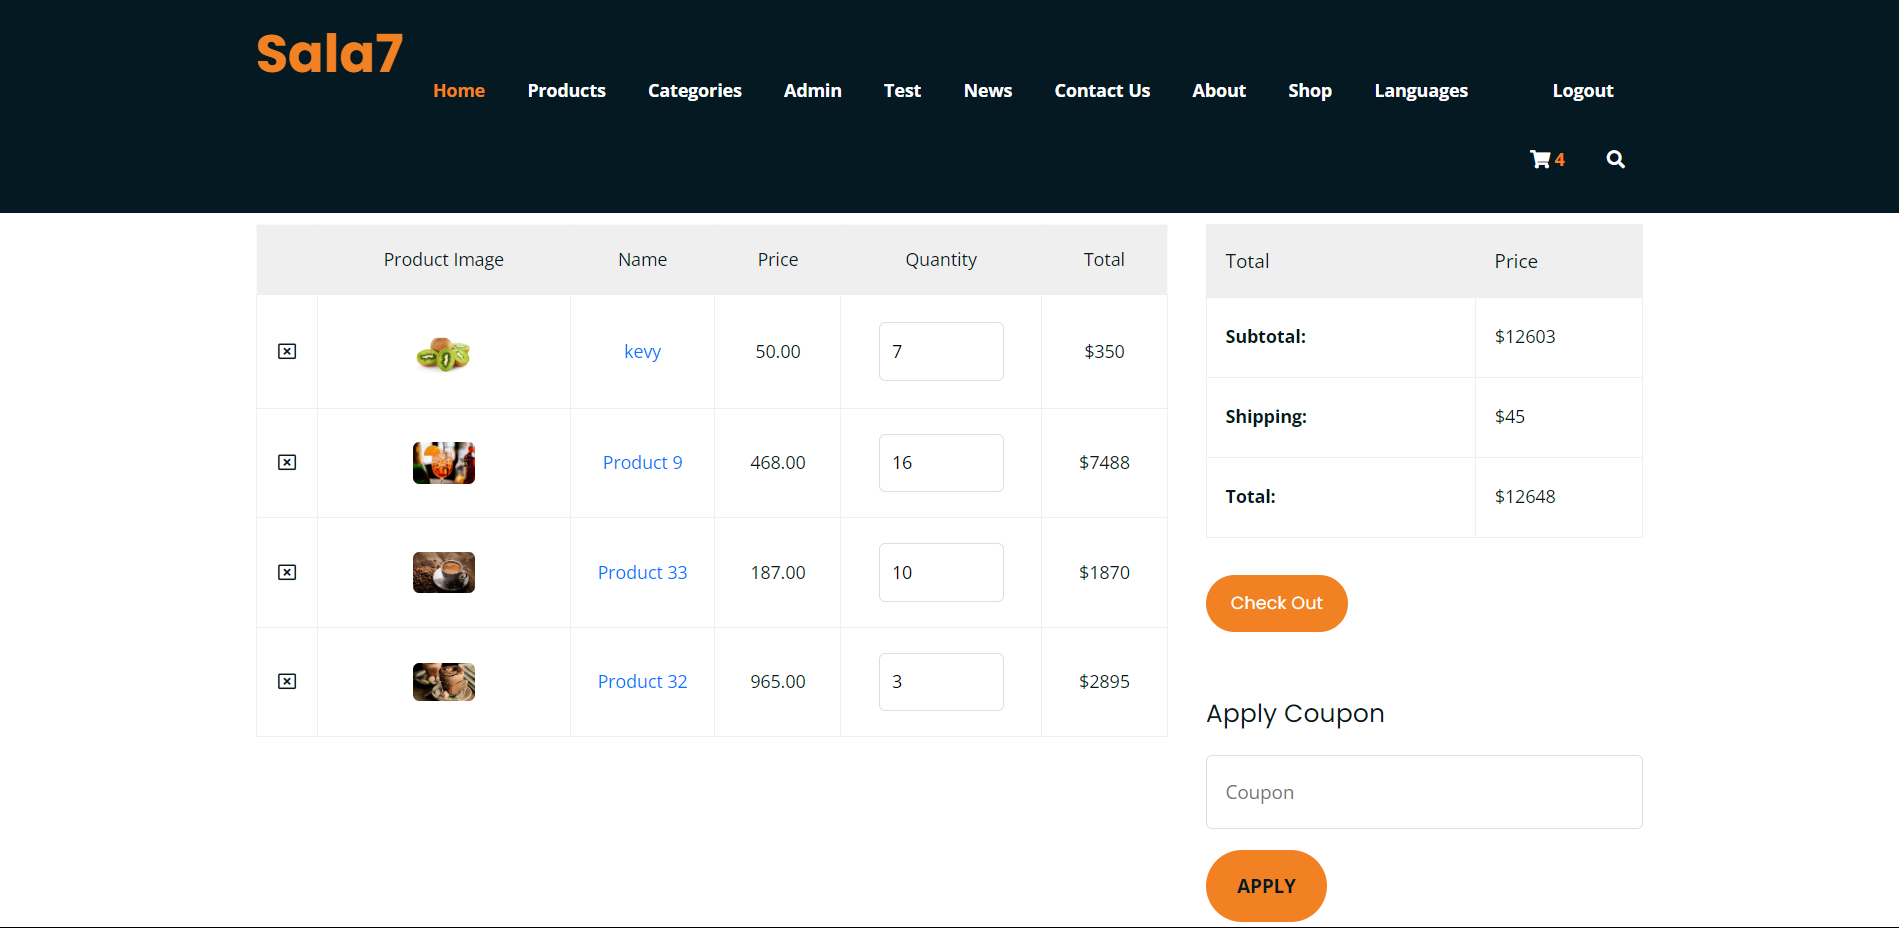 Sala7
Home Products Categories Admin Test News Contact Us About Shop Languages Logout
4
Product Image Name Price Quantity Total
kevy 50.00 7 $350
Product 9 468.00 16 $7488
Product 33 187.00 10 $1870
Product 32 965.00 3 $2895
Total Price
Subtotal: $12603
Shipping: $45
Total: $12648
Check Out
Apply Coupon
Coupon
APPLY